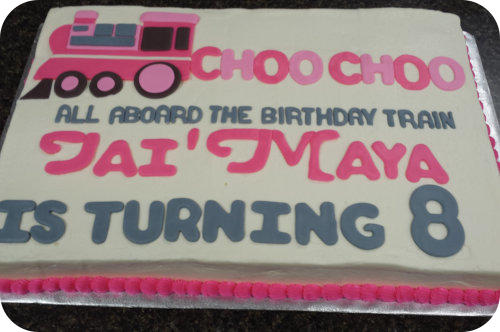 CHOO CHOO
ALL ABOARD THE BIRTHDAY TRAIN
JAI'MAYA
IS TURNING 8